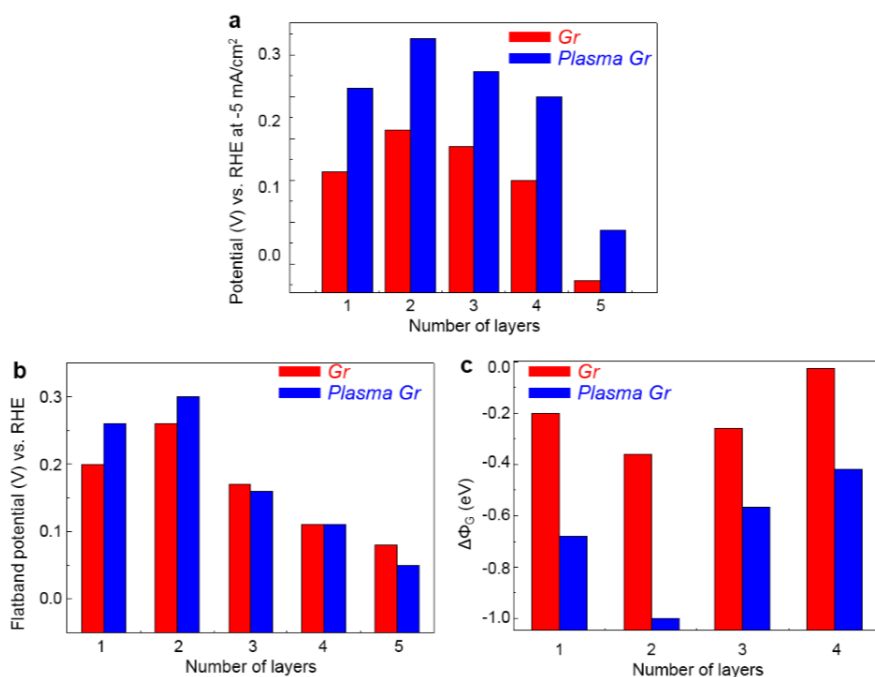 a
Potential (V) vs. RHE at -5 mA/cm²
0.3
0.2
0.1
0.0
Gr
Plasma Gr
1 2 3 4 5
Number of layers
b
Flatband potential (V) vs. RHE
0.3
0.2
0.1
0.0
Gr
Plasma Gr
1 2 3 4 5
Number of layers
c
ΔΦG (eV)
0.0
-0.2
-0.4
-0.6
-0.8
-1.0
Gr
Plasma Gr
1 2 3 4
Number of layers